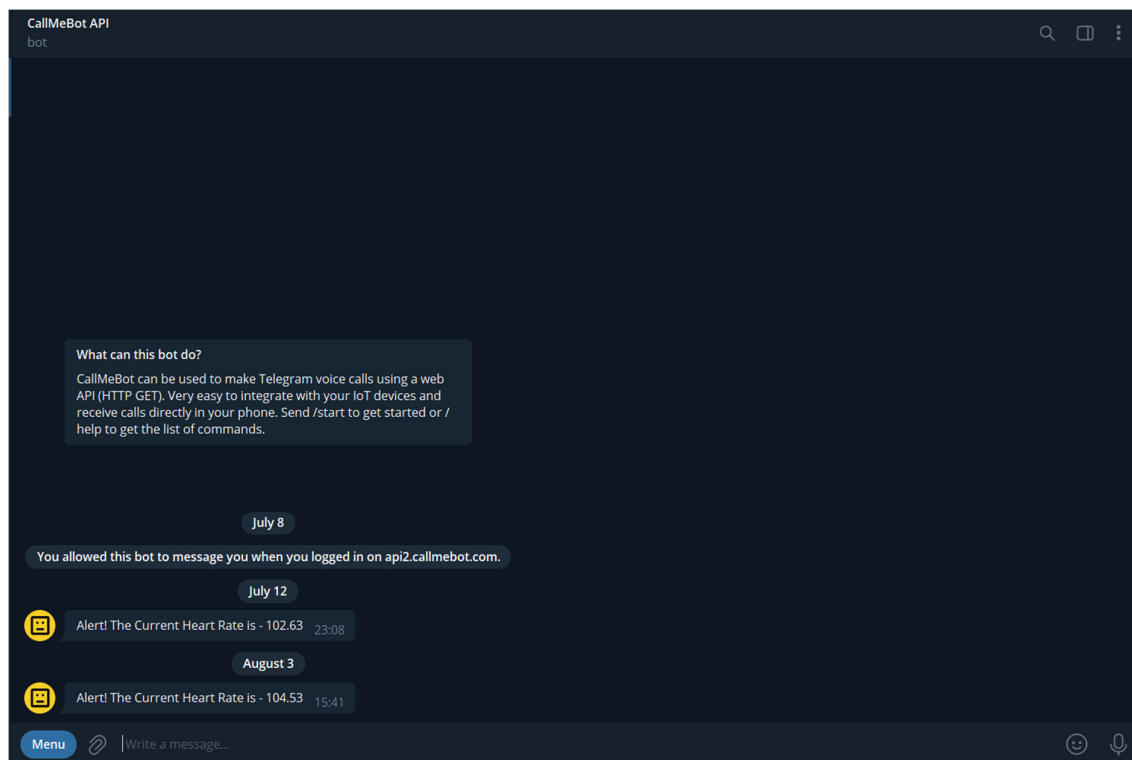 CallMeBot API
bot
What can this bot do?
CallMeBot can be used to make Telegram voice calls using a web
API (HTTP GET). Very easy to integrate with your IoT devices and
receive calls directly in your phone. Send /start to get started or /
help to get the list of commands.
July 8
You allowed this bot to message you when you logged in on api2.callmebot.com.
July 12
Alert! The Current Heart Rate is - 102.63 23:08
August 3
Alert! The Current Heart Rate is - 104.53 15:41
Menu Write a message...